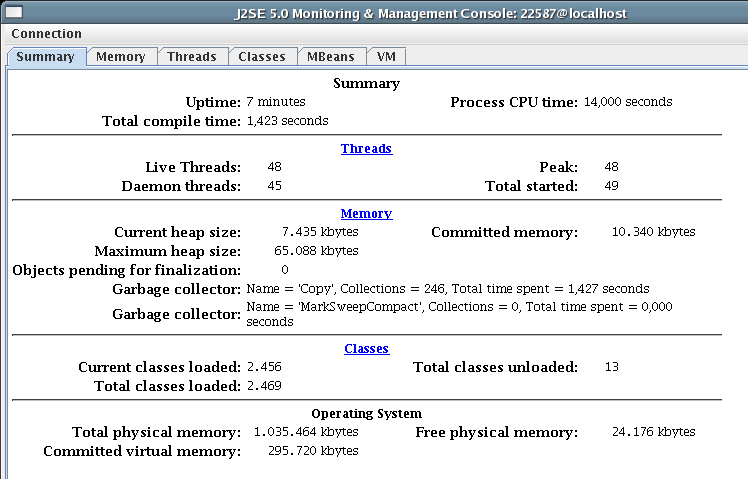 J2SE 5.0 Monitoring & Management Console: 22587@localhost
Connection
Summary Memory Threads Classes MBeans VM
Summary
Uptime: 7 minutes Process CPU time: 14,000 seconds
Total compile time: 1,423 seconds
Threads
Live Threads: 48 Peak: 48
Daemon threads: 45 Total started: 49
Memory
Current heap size: 7.435 kbytes Committed memory: 10.340 kbytes
Maximum heap size: 65.088 kbytes
Objects pending for finalization: 0
Garbage collector: Name = 'Copy', Collections = 246, Total time spent = 1,427 seconds
Garbage collector: Name = 'MarkSweepCompact', Collections = 0, Total time spent = 0,000
seconds
Classes
Current classes loaded: 2.456 Total classes unloaded: 13
Total classes loaded: 2.469
Operating System
Total physical memory: 1.035.464 kbytes Free physical memory: 24.176 kbytes
Committed virtual memory: 295.720 kbytes